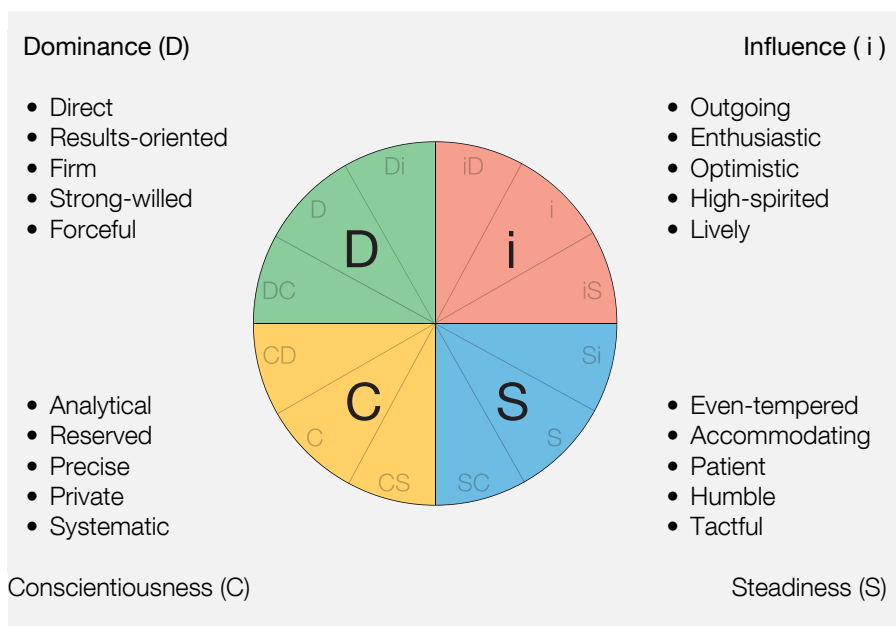 Dominance (D)
• Direct
• Results-oriented
• Firm
• Strong-willed
• Forceful
Influence ( i )
• Outgoing
• Enthusiastic
• Optimistic
• High-spirited
• Lively
Di
iD
D
i
D
i
DC
iS
CD
Si
C
S
C
S
CS
SC
• Analytical
• Reserved
• Precise
• Private
• Systematic
Conscientiousness (C)
• Even-tempered
• Accommodating
• Patient
• Humble
• Tactful
Steadiness (S)